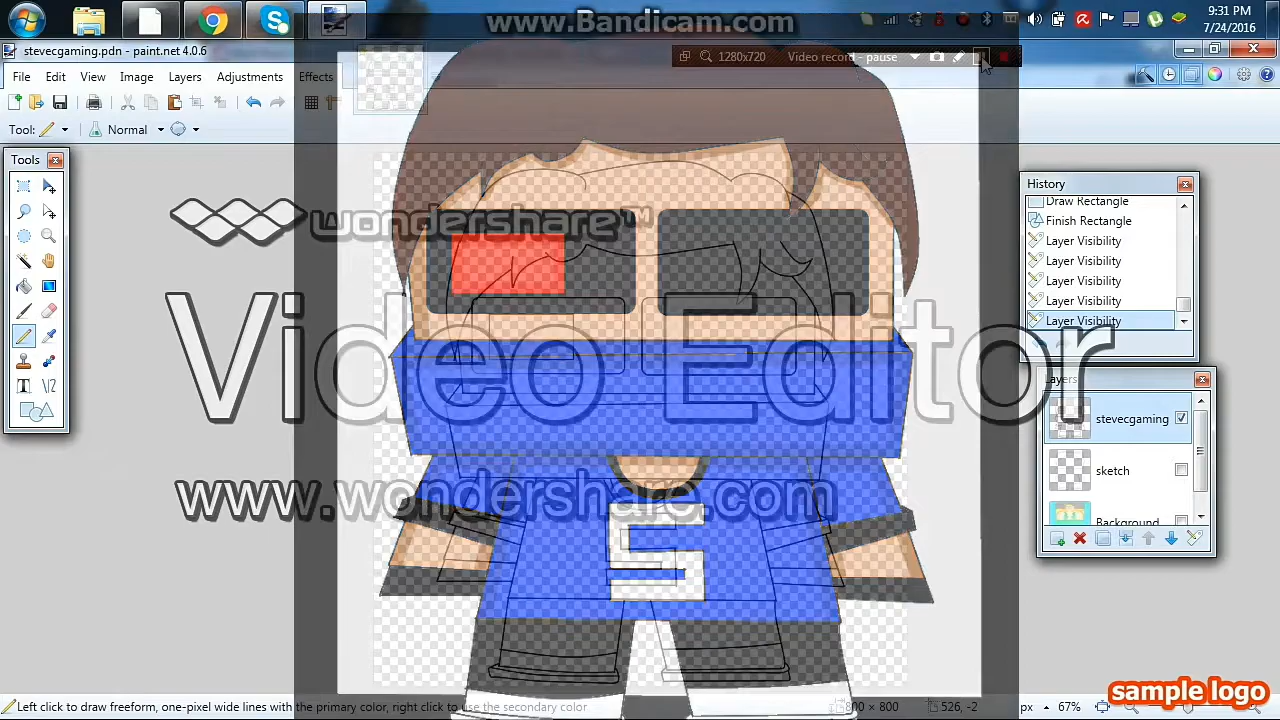 www.Bandicam.com
9:31 PM
7/24/2016
stevecgaming.pdn - paint.net 4.0.6
1280x720 Video record - pause
File Edit View Image Layers Adjustments Effects
Tool: Normal
Tools
History
Draw Rectangle
Finish Rectangle
Layer Visibility
Layer Visibility
Layer Visibility
Layer Visibility
Layer Visibility
wondershare™
Video Editor
www.wondershare.com
Layers
stevecgaming
sketch
Background
S
Left click to draw freeform, one-pixel wide lines with the primary color, right click to use the secondary color.
800 × 800 526, -2 px 67%
sample logo